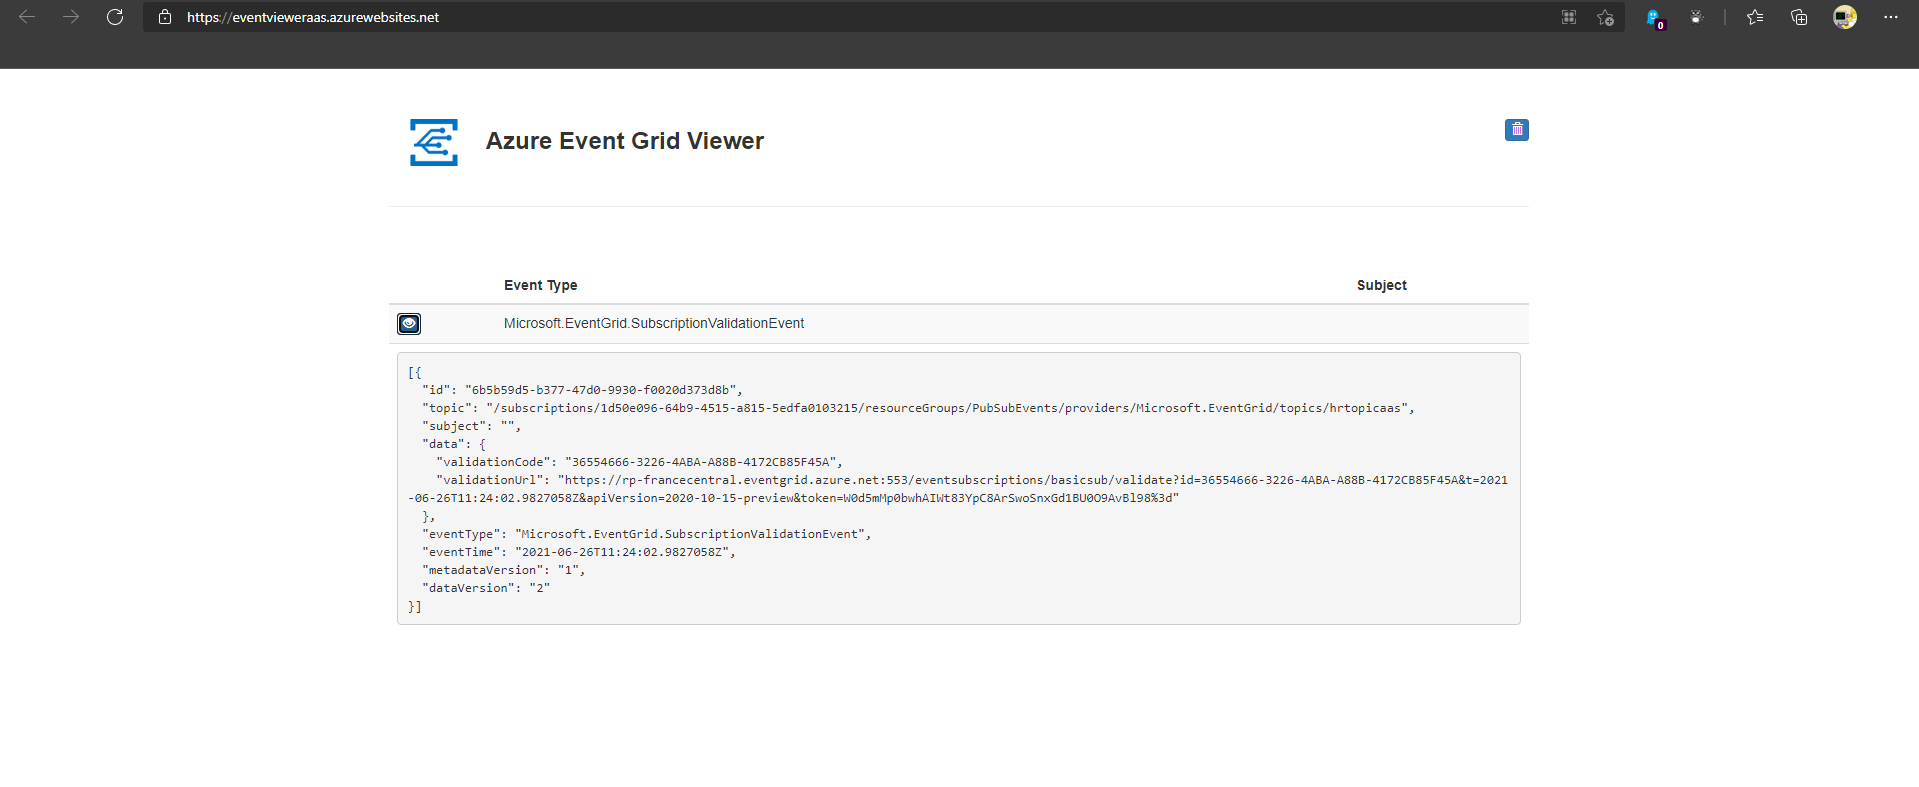 https://eventvieweraas.azurewebsites.net
0
Azure Event Grid Viewer
Event Type Subject
Microsoft.EventGrid.SubscriptionValidationEvent
[{
"id": "6b5b59d5-b377-47d0-9930-f0020d373d8b",
"topic": "/subscriptions/1d50e096-64b9-4515-a815-5edfa0103215/resourceGroups/PubSubEvents/providers/Microsoft.EventGrid/topics/hrtopicaas",
"subject": "",
"data": {
"validationCode": "36554666-3226-4ABA-A88B-4172CB85F45A",
"validationUrl": "https://rp-francecentral.eventgrid.azure.net:553/eventsubscriptions/basicsub/validate?id=36554666-3226-4ABA-A88B-4172CB85F45A&t=2021
-06-26T11:24:02.9827058Z&apiVersion=2020-10-15-preview&token=W0d5mMp0bwhAIWt83YpC8ArSwoSnxGd1BU0O9AvBl98%3d"
},
"eventType": "Microsoft.EventGrid.SubscriptionValidationEvent",
"eventTime": "2021-06-26T11:24:02.9827058Z",
"metadataVersion": "1",
"dataVersion": "2"
}]